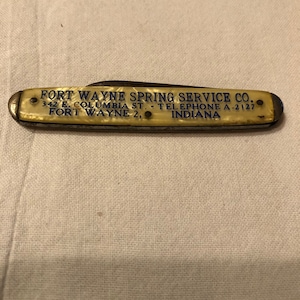 FORT WAYNE SPRING SERVICE CO.
342 E. COLUMBIA ST · TELEPHONE A-2127
FORT WAYNE 2, INDIANA